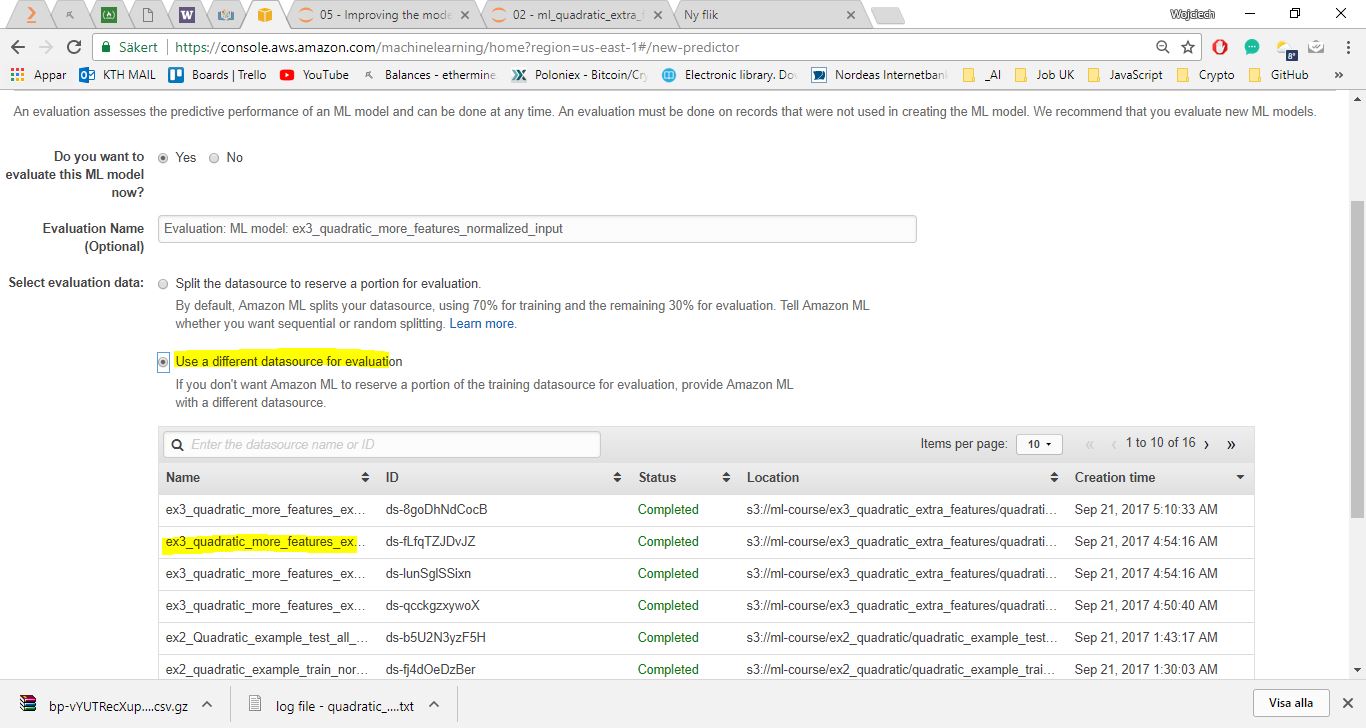 Wojciech
05 - Improving the mode
02 - ml_quadratic_extra_f
Ny flik
Säkert
https://console.aws.amazon.com/machinelearning/home?region=us-east-1#/new-predictor
8°
Appar
KTH MAIL
Boards | Trello
YouTube
Balances - ethermine
Poloniex - Bitcoin/Cry
Electronic library. Do
Nordeas Internetban
_AI
Job UK
JavaScript
Crypto
GitHub
»
An evaluation assesses the predictive performance of an ML model and can be done at any time. An evaluation must be done on records that were not used in creating the ML model. We recommend that you evaluate new ML models.
Do you want to
evaluate this ML model
now?
Yes
No
Evaluation Name
(Optional)
Evaluation: ML model: ex3_quadratic_more_features_normalized_input
Select evaluation data:
Split the datasource to reserve a portion for evaluation.
By default, Amazon ML splits your datasource, using 70% for training and the remaining 30% for evaluation. Tell Amazon ML
whether you want sequential or random splitting. Learn more.
Use a different datasource for evaluation
If you don't want Amazon ML to reserve a portion of the training datasource for evaluation, provide Amazon ML
with a different datasource.
Enter the datasource name or ID
Items per page: 10
« ‹ 1 to 10 of 16 › »
Name ID Status Location Creation time
ex3_quadratic_more_features_ex... ds-8goDhNdCocB Completed s3://ml-course/ex3_quadratic_extra_features/quadrati... Sep 21, 2017 5:10:33 AM
ex3_quadratic_more_features_ex... ds-fLfqTZJDvJZ Completed s3://ml-course/ex3_quadratic_extra_features/quadrati... Sep 21, 2017 4:54:16 AM
ex3_quadratic_more_features_ex... ds-lunSglSSixn Completed s3://ml-course/ex3_quadratic_extra_features/quadrati... Sep 21, 2017 4:54:16 AM
ex3_quadratic_more_features_ex... ds-qcckgzxywoX Completed s3://ml-course/ex3_quadratic_extra_features/quadrati... Sep 21, 2017 4:50:40 AM
ex2_Quadratic_example_test_all_... ds-b5U2N3yzF5H Completed s3://ml-course/ex2_quadratic/quadratic_example_test... Sep 21, 2017 1:43:17 AM
ex2_quadratic_example_train_nor... ds-fj4dOeDzBer Completed s3://ml-course/ex2_quadratic/quadratic_example_trai... Sep 21, 2017 1:30:03 AM
bp-vYUTRecXup....csv.gz
log file - quadratic_....txt
Visa alla